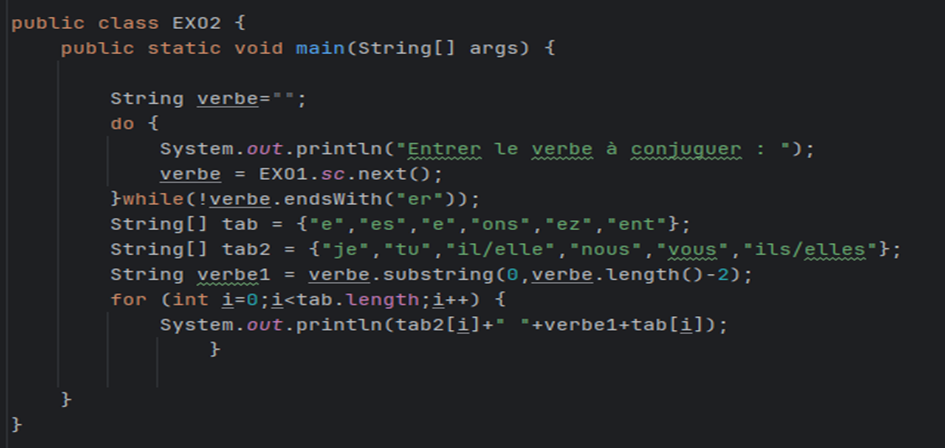 public class EXO2 {
    public static void main(String[] args) {
        String verbe="";
        do {
            System.out.println("Entrer le verbe à conjuguer : ");
            verbe = EXO1.sc.next();
        }while(!verbe.endsWith("er"));
        String[] tab = {"e","es","e","ons","ez","ent"};
        String[] tab2 = {"je","tu","il/elle","nous","vous","ils/elles"};
        String verbe1 = verbe.substring(0,verbe.length()-2);
        for (int i=0;i<tab.length;i++) {
            System.out.println(tab2[i]+" "+verbe1+tab[i]);
                }
    }
}